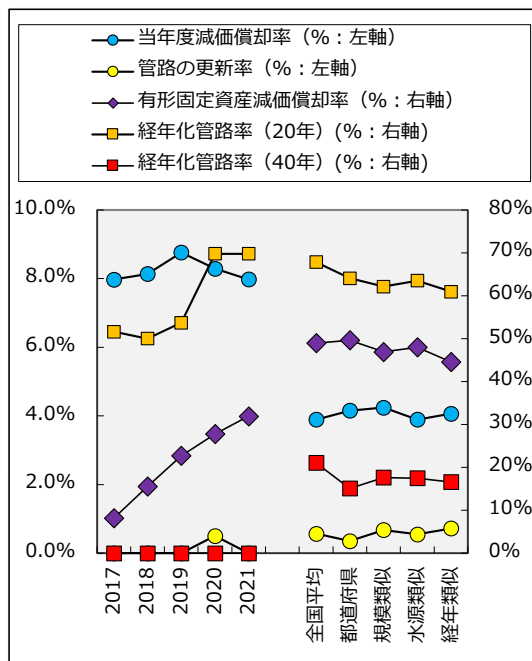 当年度減価償却率（%：左軸）
管路の更新率（%：左軸）
有形固定資産減価償却率（%：右軸）
経年化管路率（20年）(%：右軸)
経年化管路率（40年）(%：右軸)
10.0%
8.0%
6.0%
4.0%
2.0%
0.0%
80%
70%
60%
50%
40%
30%
20%
10%
0%
2017
2018
2019
2020
2021
全国平均
都道府県
規模類似
水源類似
経年類似